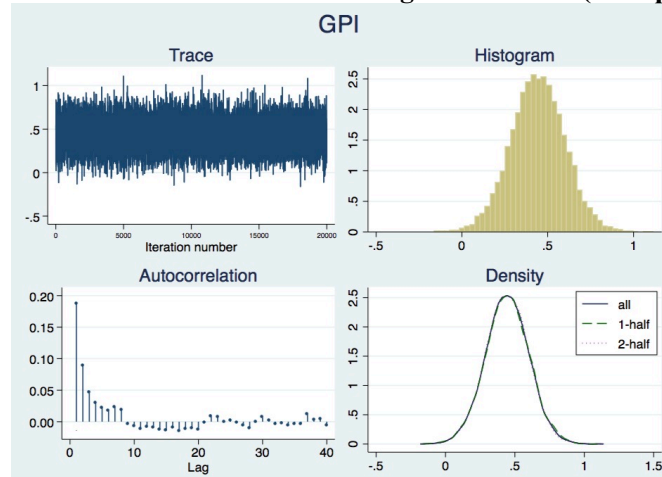 GPI
Trace
1
.5
0
-.5
0 5000 10000 15000 20000
Iteration number
Histogram
2.5
2
1.5
1
.5
0
-.5 0 .5 1
Autocorrelation
0.20
0.15
0.10
0.05
0.00
0 10 20 30 40
Lag
Density
all
1-half
2-half
2.5
2
1.5
1
.5
0
-.5 0 .5 1